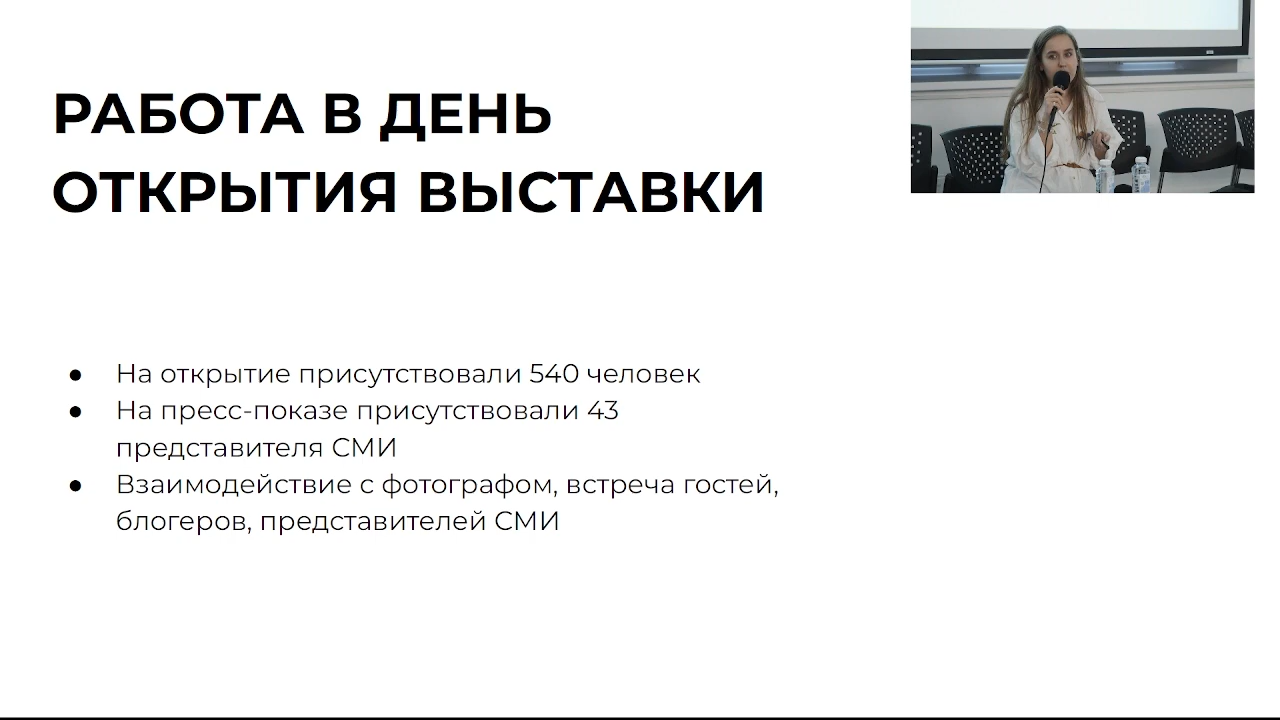 РАБОТА В ДЕНЬ
ОТКРЫТИЯ ВЫСТАВКИ
● На открытие присутствовали 540 человек
● На пресс-показе присутствовали 43
представителя СМИ
● Взаимодействие с фотографом, встреча гостей,
блогеров, представителей СМИ